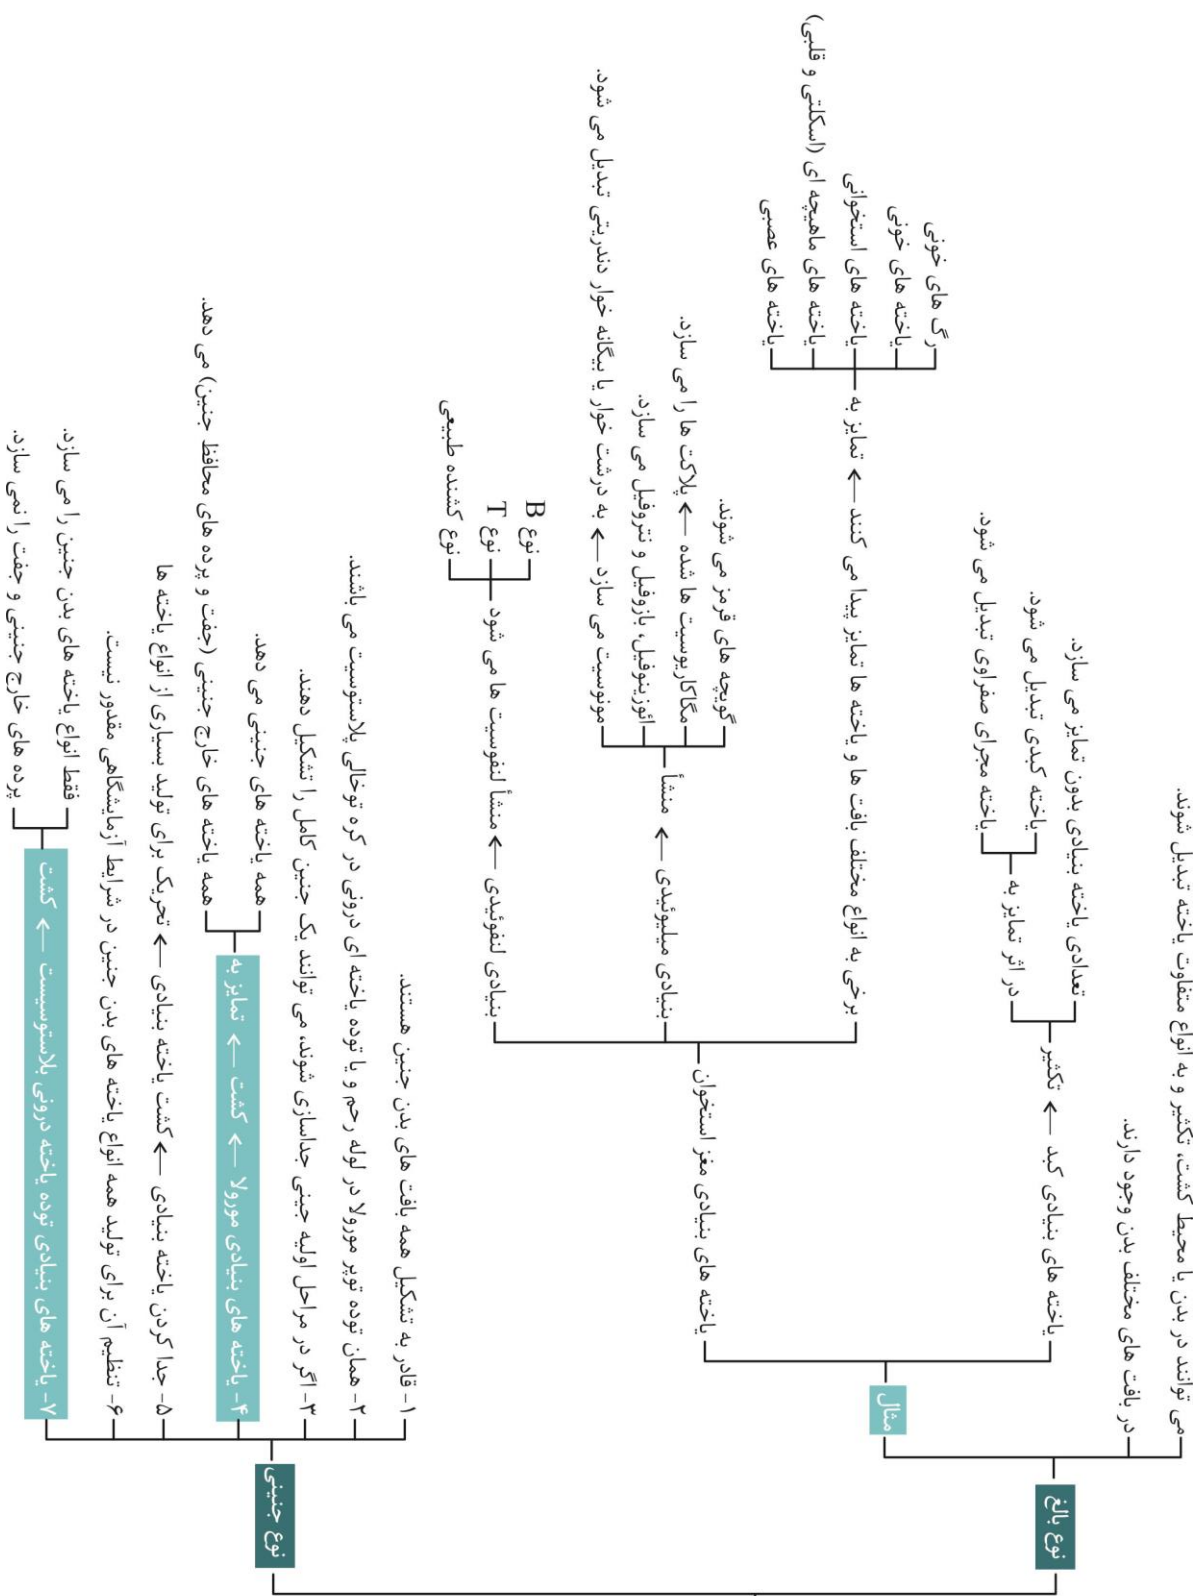 نوع بالغ
می توانند در بدن یا محیط کشت، تکثیر و به انواع متفاوت یاخته تبدیل شوند.
در بافت های مختلف بدن وجود دارند.
مثال
یاخته های بنیادی کبد ← تکثیر
تعدادی یاخته بنیادی بدون تمایز می سازد.
در اثر تمایز به
یاخته کبدی تبدیل می شود.
یاخته مجرای صفراوی تبدیل می شود.
یاخته های بنیادی مغز استخوان
برخی به انواع مختلف بافت ها و یاخته ها تمایز پیدا می کنند ← تمایز به
رگ های خونی
یاخته های خونی
یاخته های استخوانی
یاخته های ماهیچه ای (اسکلتی و قلبی)
یاخته های عصبی
بنیادی میلیوئیدی ← منشأ
گویچه های قرمز می شوند.
مگاکاریوسیت ها شده ← پلاکت ها را می سازد.
ائوزینوفیل، بازوفیل و نتروفیل می سازد.
مونوسیت می سازد ← به درشت خوار یا بیگانه خوار دندریتی تبدیل می شود.
بنیادی لنفوئیدی ← منشأ لنفوسیت ها می شود
نوع B
نوع T
نوع کشنده طبیعی
نوع جنینی
۱- قادر به تشکیل همه بافت های بدن جنین هستند.
۲- همان توده توپر مورولا در لوله رحم و یا توده یاخته ای درونی در کره توخالی پلاستوسیت می باشند.
۳- اگر در مراحل اولیه جینی جداسازی شوند، می توانند یک جنین کامل را تشکیل دهند.
۴- یاخته های بنیادی مورولا ← کشت ← تمایز به
همه یاخته های جنینی می دهد.
همه یاخته های خارج جنینی (جفت و پرده های محافظ جنین) می دهد.
۵- جدا کردن یاخته بنیادی ← کشت یاخته بنیادی ← تحریک برای تولید بسیاری از انواع یاخته ها
۶- تنظیم آن برای تولید همه انواع یاخته های بدن جنین در شرایط آزمایشگاهی مقدور نیست.
۷- یاخته های بنیادی توده یاخته درونی بلاستوسیست ← کشت
فقط انواع یاخته های بدن جنین را می سازد.
پرده های خارج جنینی و جفت را نمی سازد.